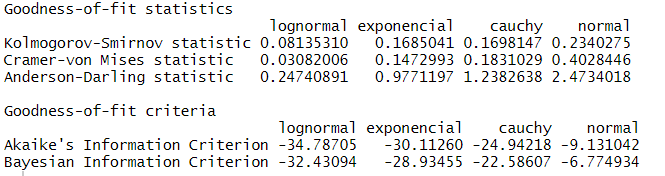 Goodness-of-fit statistics
lognormal exponencial cauchy normal
Kolmogorov-Smirnov statistic 0.08135310 0.1685041 0.1698147 0.2340275
Cramer-von Mises statistic 0.03082006 0.1472993 0.1831029 0.4028446
Anderson-Darling statistic 0.24740891 0.9771197 1.2382638 2.4734018
Goodness-of-fit criteria
lognormal exponencial cauchy normal
Akaike's Information Criterion -34.78705 -30.11260 -24.94218 -9.131042
Bayesian Information Criterion -32.43094 -28.93455 -22.58607 -6.774934